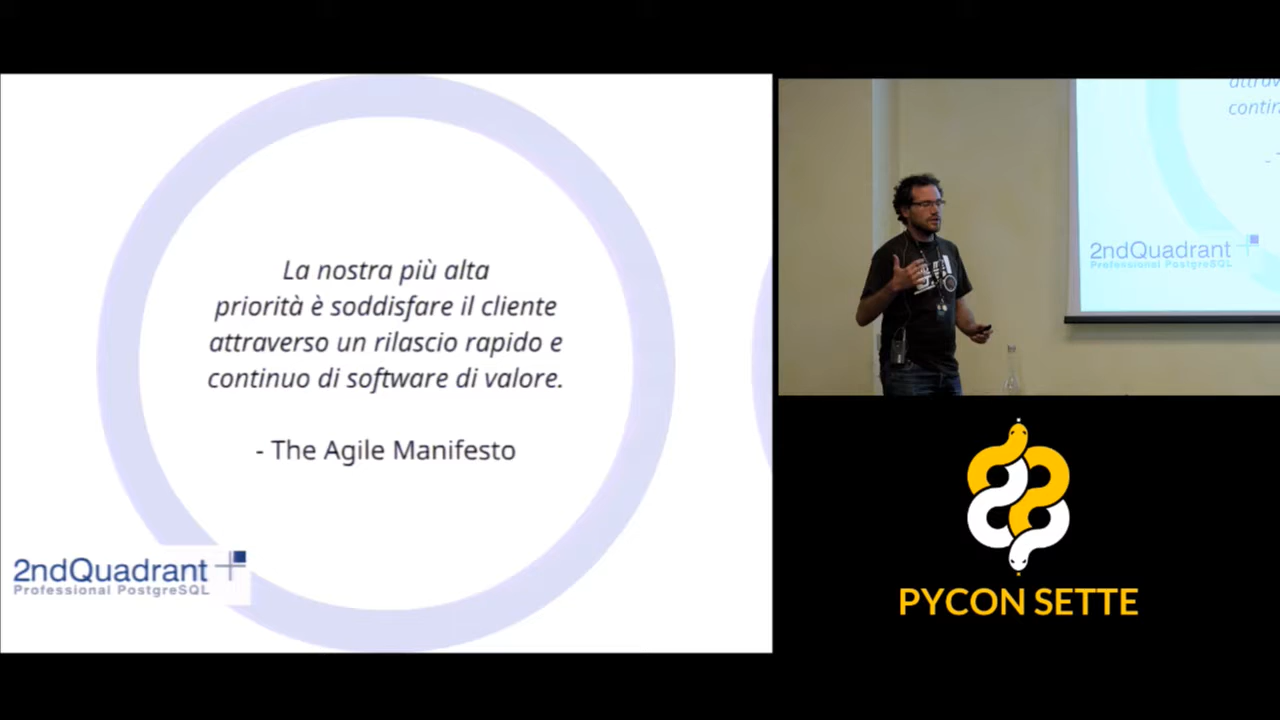 La nostra più alta
priorità è soddisfare il cliente
attraverso un rilascio rapido e
continuo di software di valore.
- The Agile Manifesto
2ndQuadrant
Professional PostgreSQL
contin
2ndQuadrant
Professional PostgreSQL
PYCON SETTE